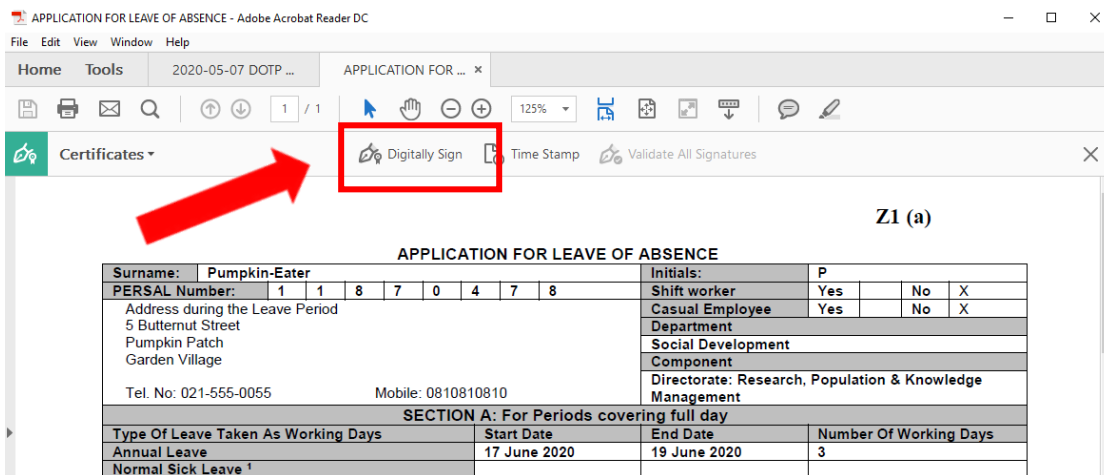 APPLICATION FOR LEAVE OF ABSENCE - Adobe Acrobat Reader DC
File Edit View Window Help
Home Tools 2020-05-07 DOTP ... APPLICATION FOR ... ×
1 / 1 125%
Certificates Digitally Sign Time Stamp Validate All Signatures
Z1 (a)
APPLICATION FOR LEAVE OF ABSENCE
Surname: Pumpkin-Eater Initials: P
PERSAL Number: 1 1 8 7 0 4 7 8 Shift worker Yes No X
Address during the Leave Period Casual Employee Yes No X
5 Butternut Street Department
Pumpkin Patch Social Development
Garden Village Component
Directorate: Research, Population & Knowledge
Tel. No: 021-555-0055 Mobile: 0810810810 Management
SECTION A: For Periods covering full day
Type Of Leave Taken As Working Days Start Date End Date Number Of Working Days
Annual Leave 17 June 2020 19 June 2020 3
Normal Sick Leave 1